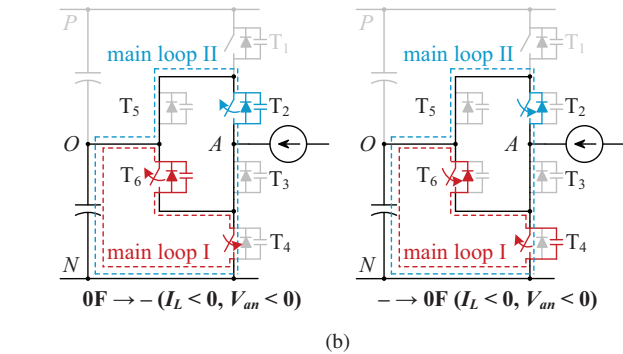 P
T1
main loop II
T5
T2
O
A
T6
T3
main loop I
T4
N
0F → – (IL < 0, Van < 0)
P
T1
main loop II
T5
T2
O
A
T6
T3
main loop I
T4
N
– → 0F (IL < 0, Van < 0)
(b)